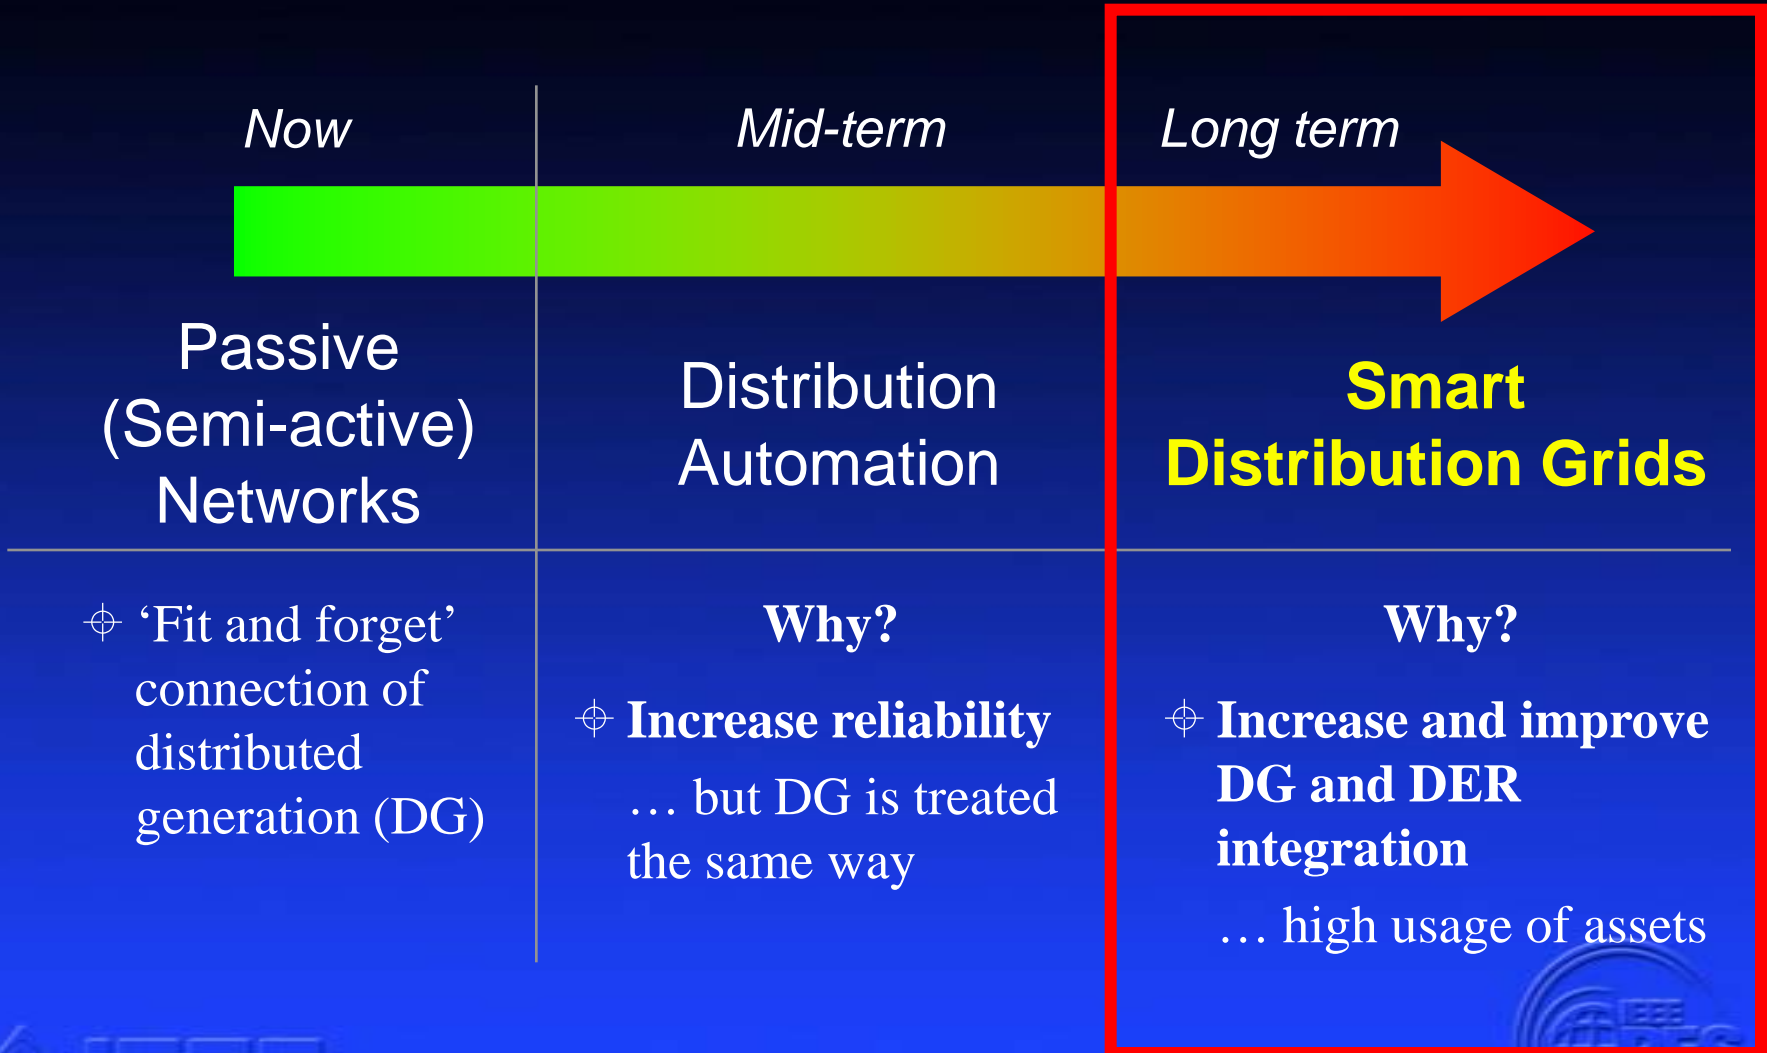 Now
Mid-term
Long term
Passive
(Semi-active)
Networks
Distribution
Automation
Smart
Distribution Grids
‘Fit and forget’
connection of
distributed
generation (DG)
Why?
Increase reliability
… but DG is treated
the same way
Why?
Increase and improve
DG and DER
integration
… high usage of assets
IEEE
IEEE